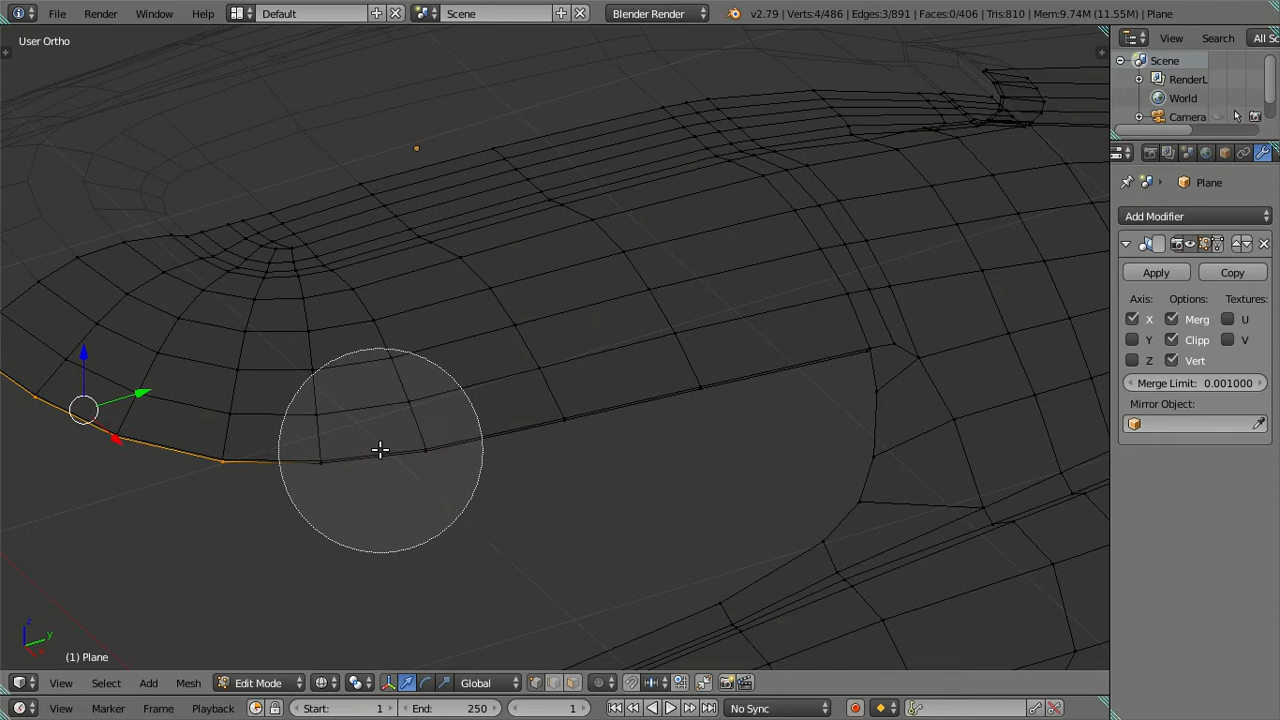 File Render Window Help Default Scene Blender Render v2.79 | Verts:4/486 | Edges:3/891 | Faces:0/406 | Tris:810 | Mem:9.74M (11.55M) | Plane
User Ortho
View Search All Sc
Scene
RenderL
World
Camera
Plane
Add Modifier
Apply Copy
Axis: Options: Textures:
X Merg U
Y Clipp V
Z Vert
Merge Limit: 0.001000
Mirror Object:
z
y
x
(1) Plane
View Select Add Mesh Edit Mode Global
View Marker Frame Playback Start: 1 End: 250 1 No Sync